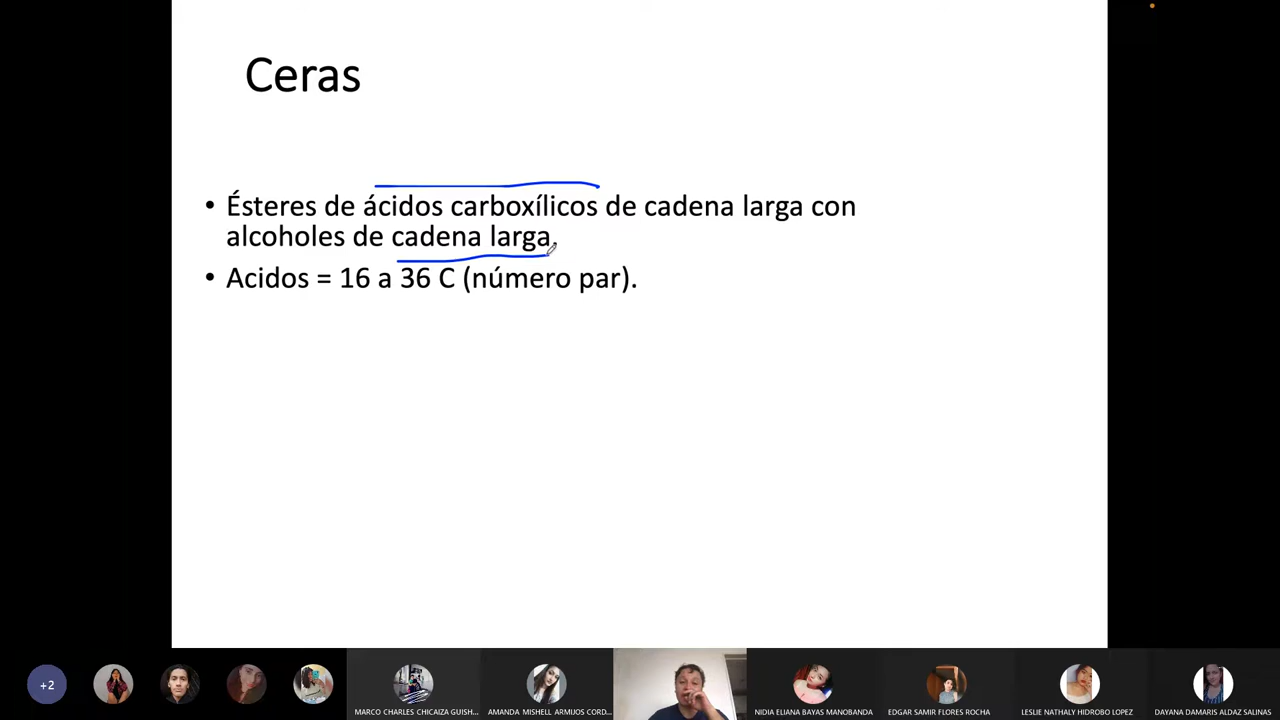 Ceras
• Ésteres de ácidos carboxílicos de cadena larga con
alcoholes de cadena larga.
• Acidos = 16 a 36 C (número par).
+2
MARCO CHARLES CHICAIZA GUISH...
AMANDA MISHELL ARMIJOS CORD...
NIDIA ELIANA BAYAS MANOBANDA
EDGAR SAMIR FLORES ROCHA
LESLIE NATHALY HIDROBO LOPEZ
DAYANA DAMARIS ALDAZ SALINAS